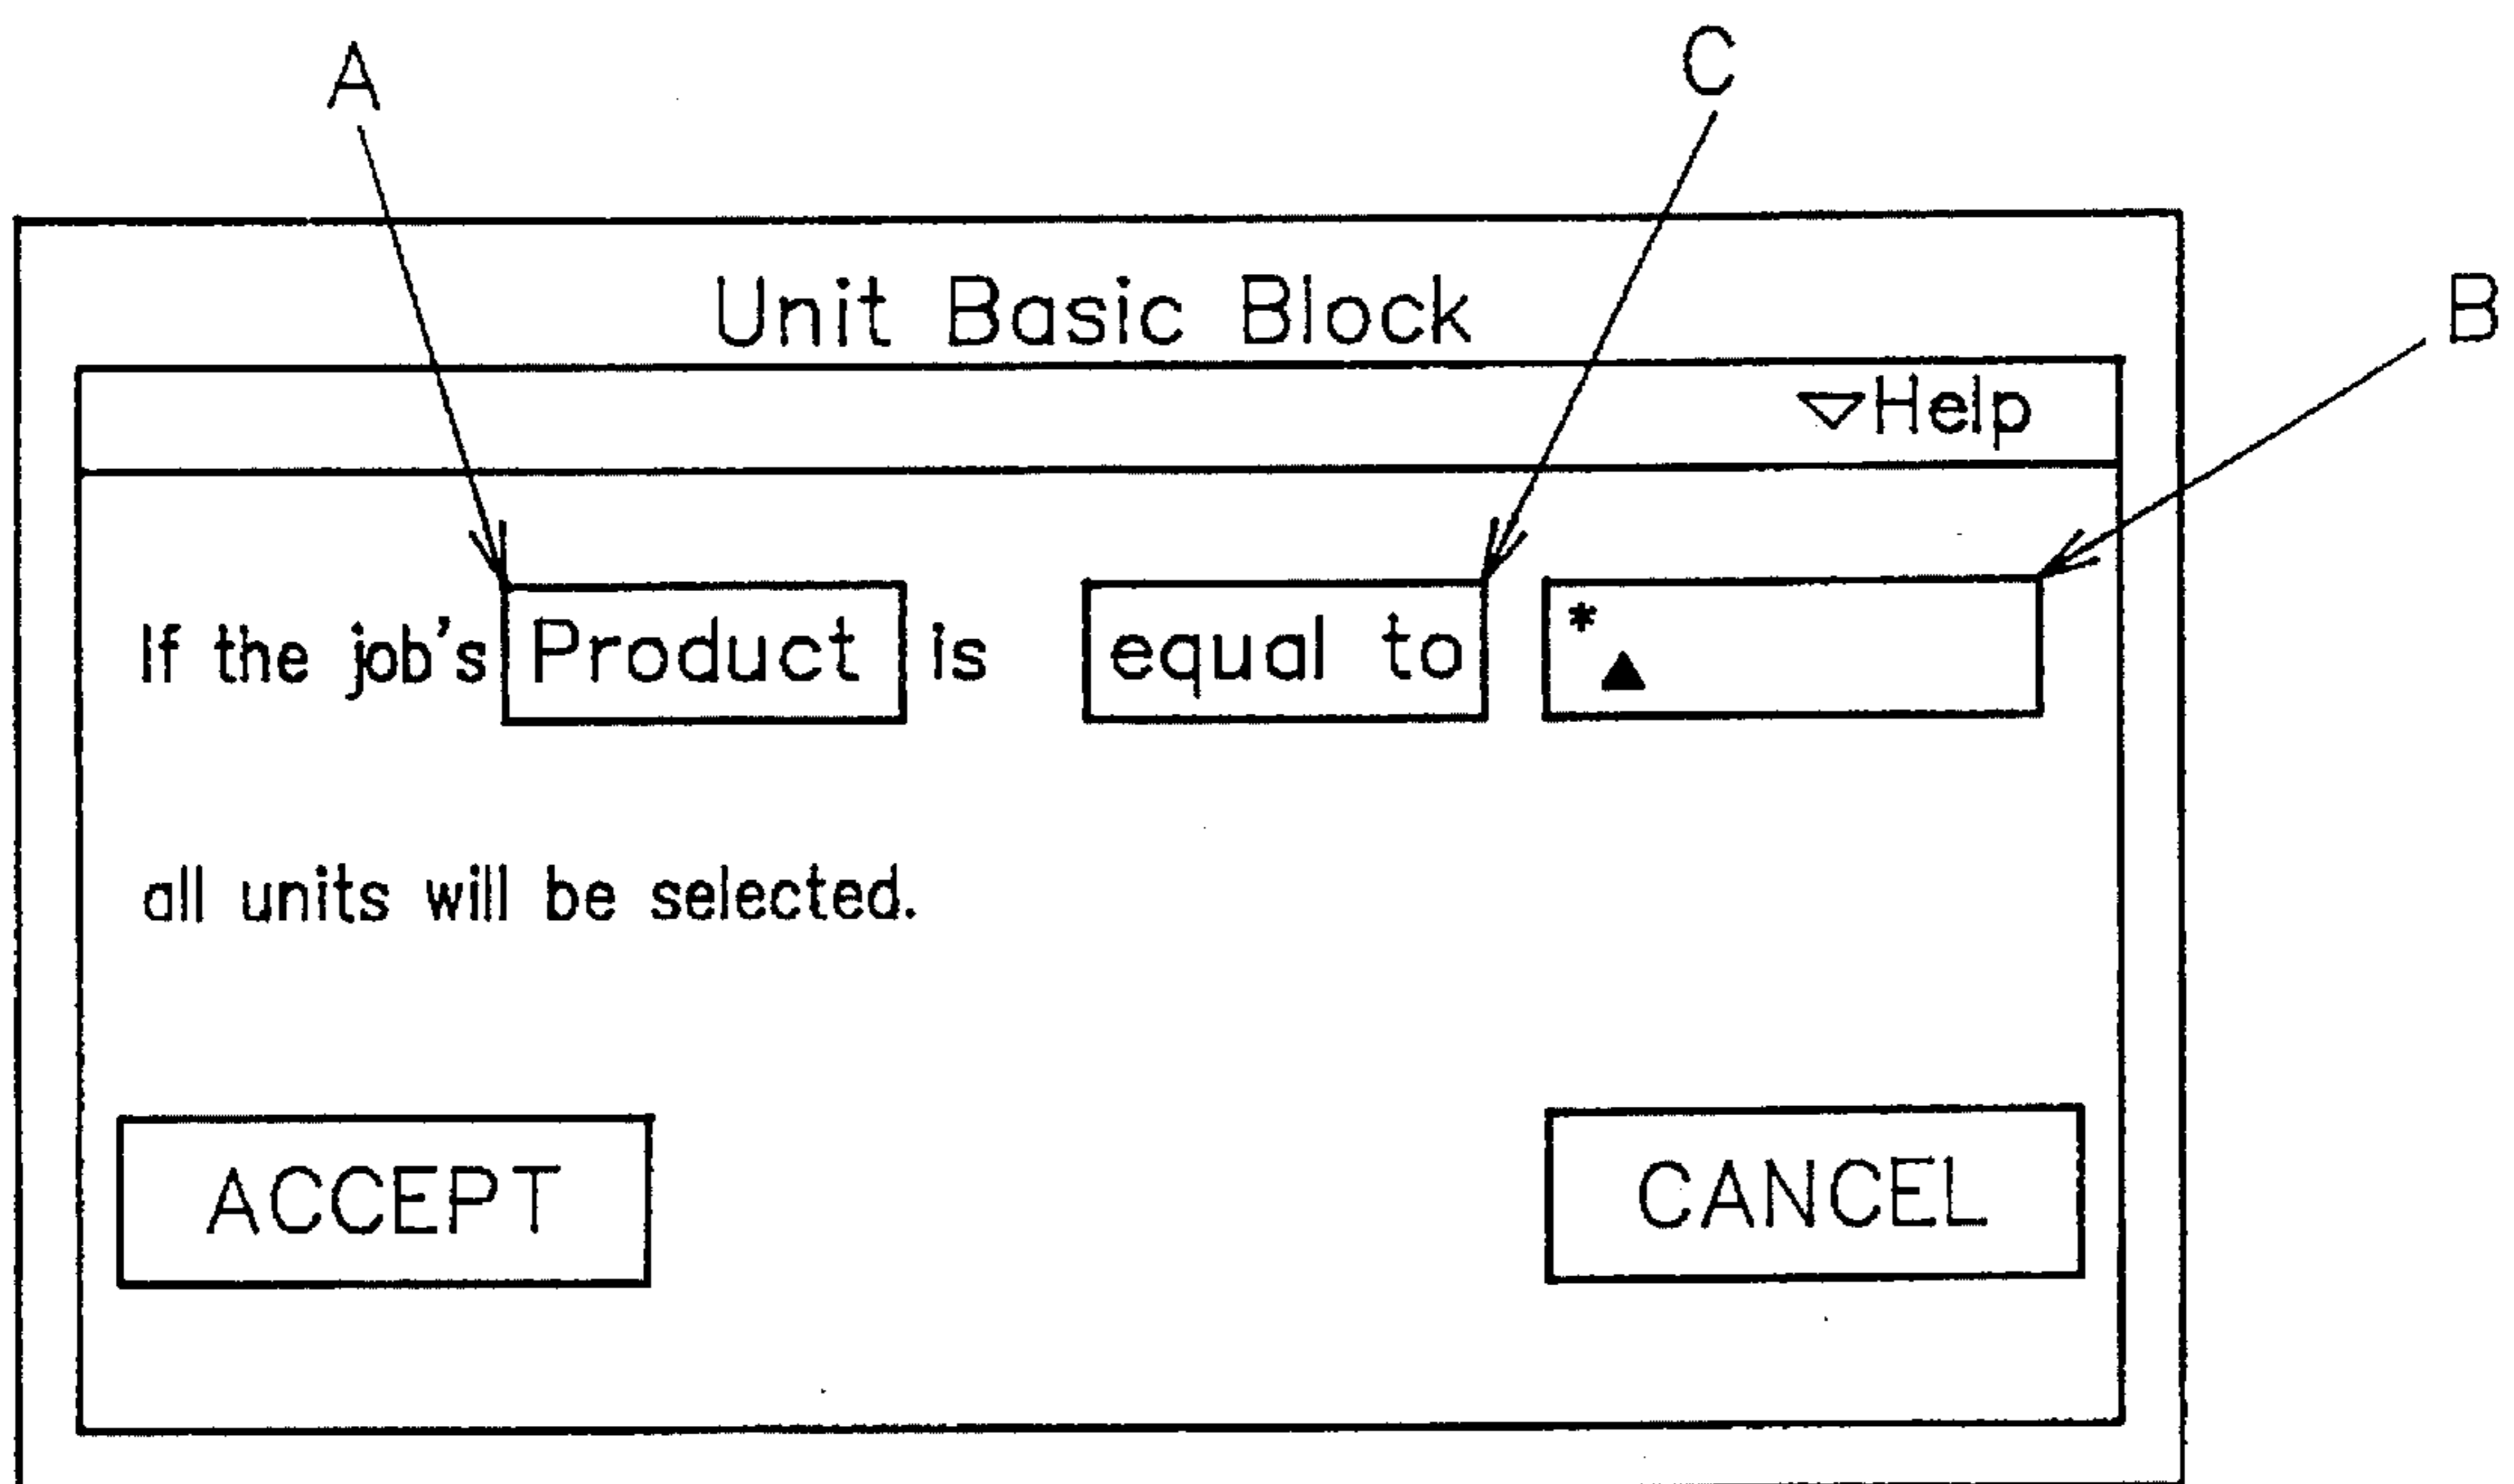 A C
Unit Basic Block
B
Help
If the job's Product is equal to *
all units will be selected.
ACCEPT CANCEL